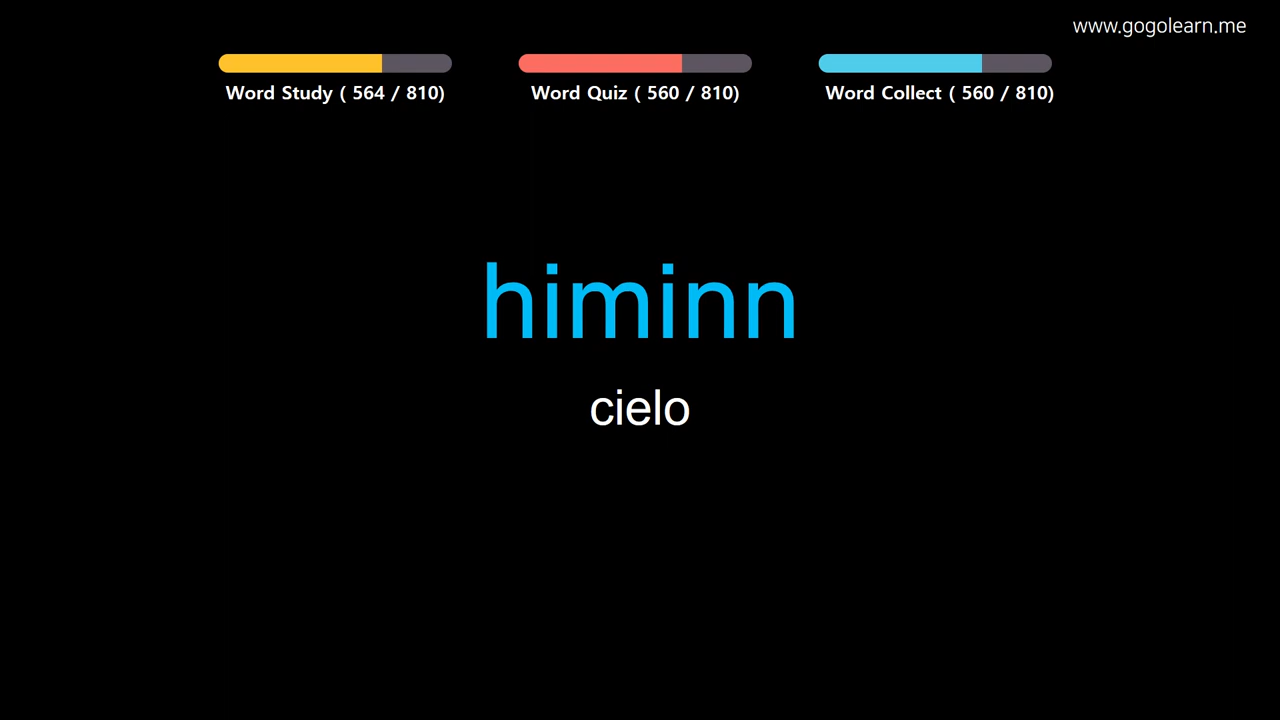 www.gogolearn.me
Word Study ( 564 / 810)
Word Quiz ( 560 / 810)
Word Collect ( 560 / 810)
himinn
cielo